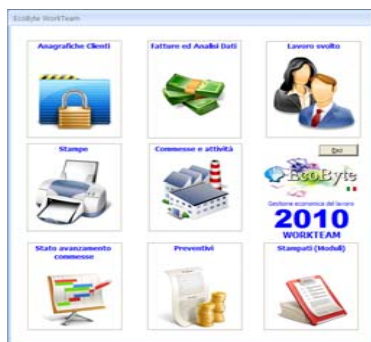 EcoByte WorkTeam
Anagrafiche Clienti
Fatture ed Analisi Dati
Lavoro svolto
Stampe
Commesse e attività
Esci
EcoByte
Gestione economica del lavoro
2010
WORKTEAM
Stato avanzamento
commesse
Preventivi
Stampati (Moduli)